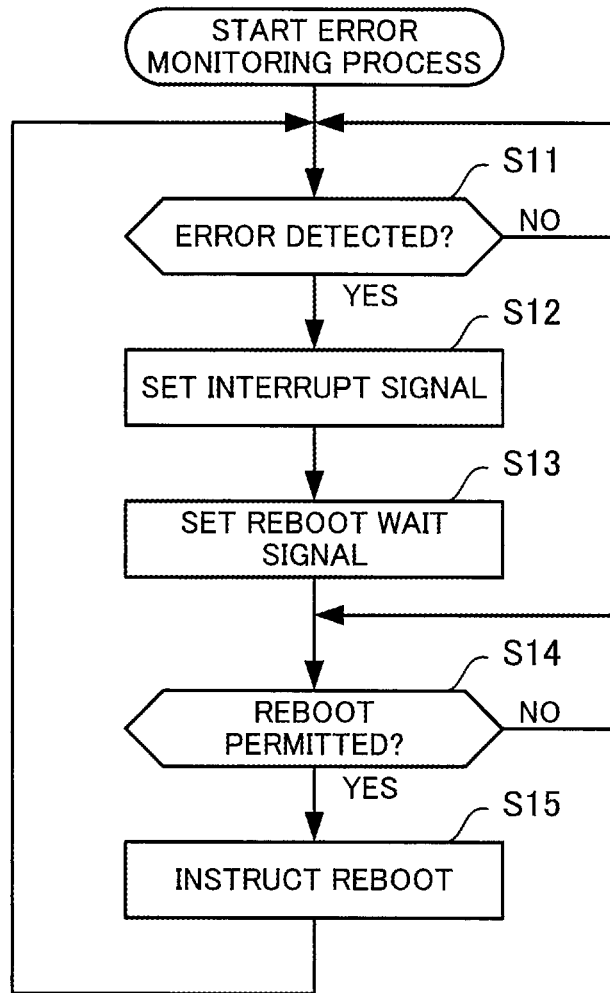 START ERROR
MONITORING PROCESS
S11
ERROR DETECTED?
NO
YES
S12
SET INTERRUPT SIGNAL
S13
SET REBOOT WAIT
SIGNAL
S14
REBOOT
PERMITTED?
NO
YES
S15
INSTRUCT REBOOT